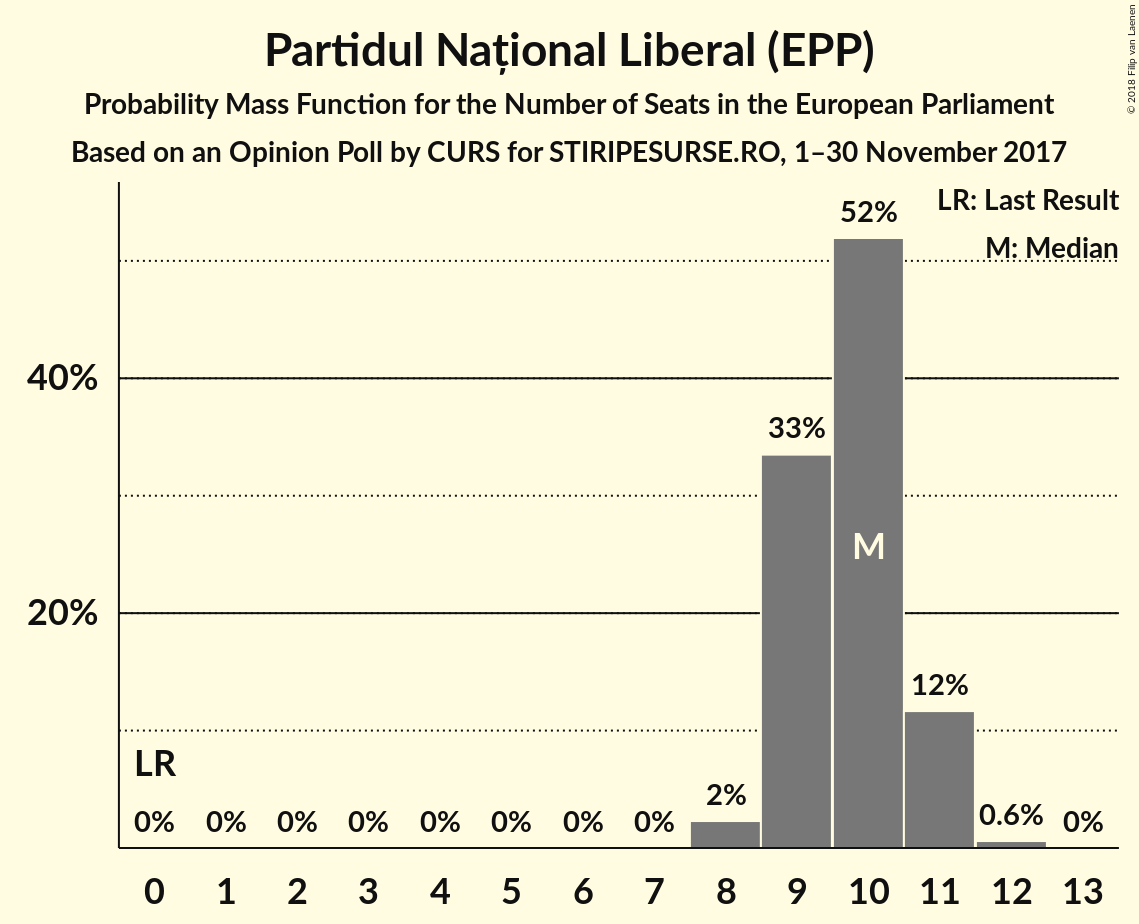 Partidul Național Liberal (EPP)
Probability Mass Function for the Number of Seats in the European Parliament
Based on an Opinion Poll by CURS for STIRIPESURSE.RO, 1–30 November 2017
© 2018 Filip van Laenen
LR: Last Result
M: Median
52%
40%
33%
M
20%
12%
LR
2%
0.6%
0% 0% 0% 0% 0% 0% 0% 0% 0%
0 1 2 3 4 5 6 7 8 9 10 11 12 13